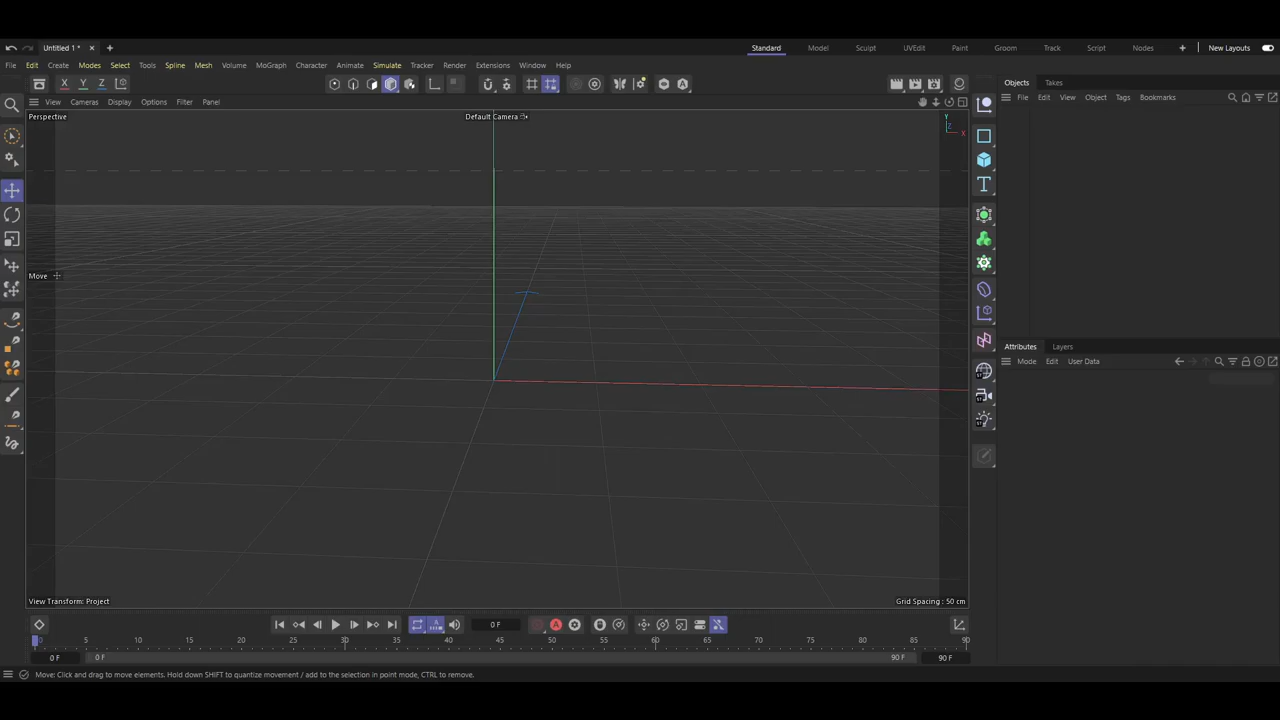 Untitled 1 *
Standard Model Sculpt UVEdit Paint Groom Track Script Nodes New Layouts
File Edit Create Modes Select Tools Spline Mesh Volume MoGraph Character Animate Simulate Tracker Render Extensions Window Help
X Y Z
View Cameras Display Options Filter Panel
Perspective
Default Camera
Y
Z
X
Move
View Transform: Project
Grid Spacing : 50 cm
Objects Takes
File Edit View Object Tags Bookmarks
Attributes Layers
Mode Edit User Data
0 F
0 5 10 15 20 25 30 35 40 45 50 55 60 65 70 75 80 85 90
0 F 0 F 90 F 90 F
Move: Click and drag to move elements. Hold down SHIFT to quantize movement / add to the selection in point mode, CTRL to remove.